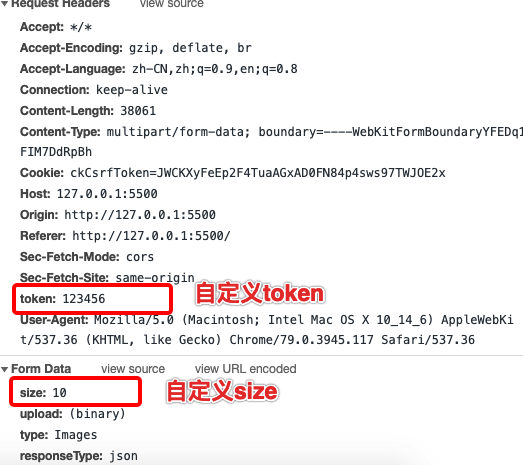 Request Headers view source
Accept: */*
Accept-Encoding: gzip, deflate, br
Accept-Language: zh-CN,zh;q=0.9,en;q=0.8
Connection: keep-alive
Content-Length: 38061
Content-Type: multipart/form-data; boundary=----WebKitFormBoundaryYFEDq1
FIM7DdRpBh
Cookie: ckCsrfToken=JWCKXyFeEp2F4TuaAGxAD0FN84p4sws97TWJOE2x
Host: 127.0.0.1:5500
Origin: http://127.0.0.1:5500
Referer: http://127.0.0.1:5500/
Sec-Fetch-Mode: cors
Sec-Fetch-Site: same-origin
token: 123456 自定义token
User-Agent: Mozilla/5.0 (Macintosh; Intel Mac OS X 10_14_6) AppleWebKi
t/537.36 (KHTML, like Gecko) Chrome/79.0.3945.117 Safari/537.36
Form Data view source view URL encoded
size: 10 自定义size
upload: (binary)
type: Images
responseType: json